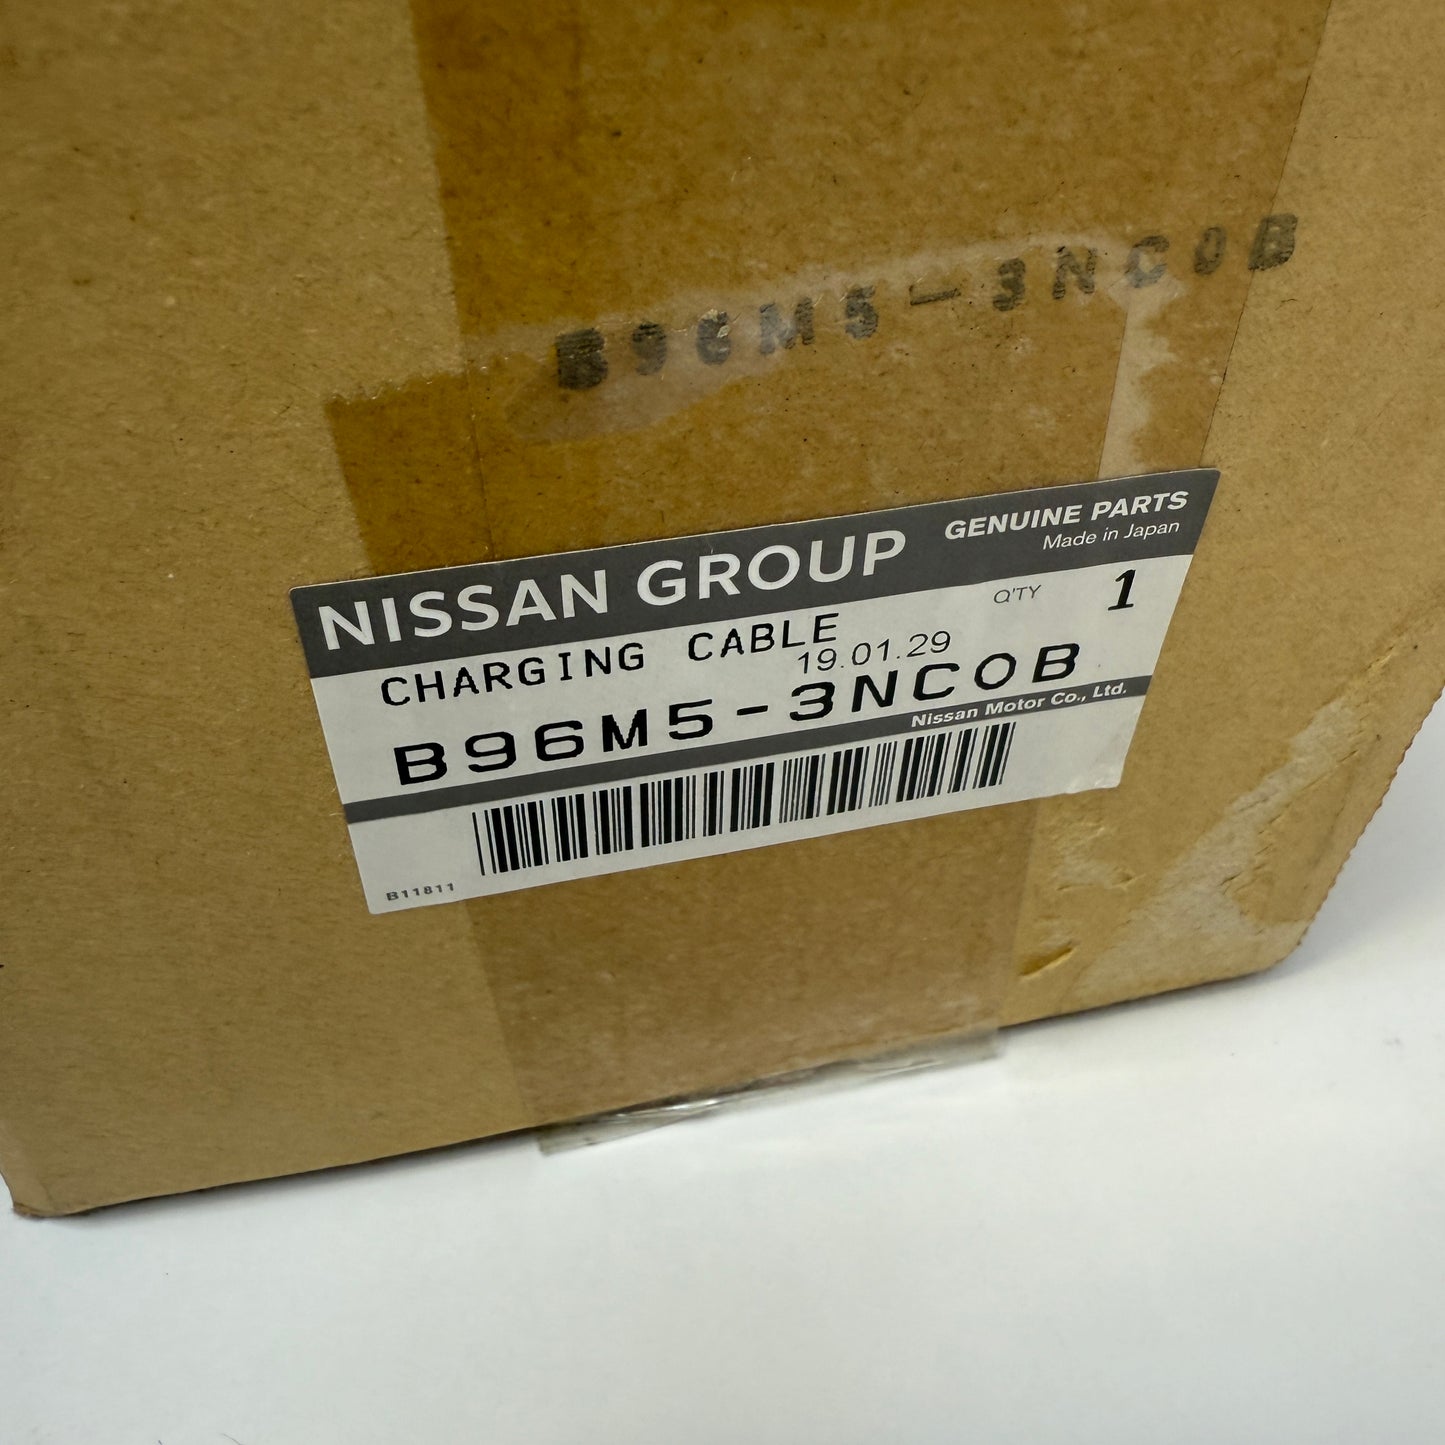 B96M5-3NC0B
NISSAN GROUP
GENUINE PARTS
Made in Japan
CHARGING CABLE
Q'TY 1
19.01.29
B96M5-3NC0B
Nissan Motor Co., Ltd.
B11811